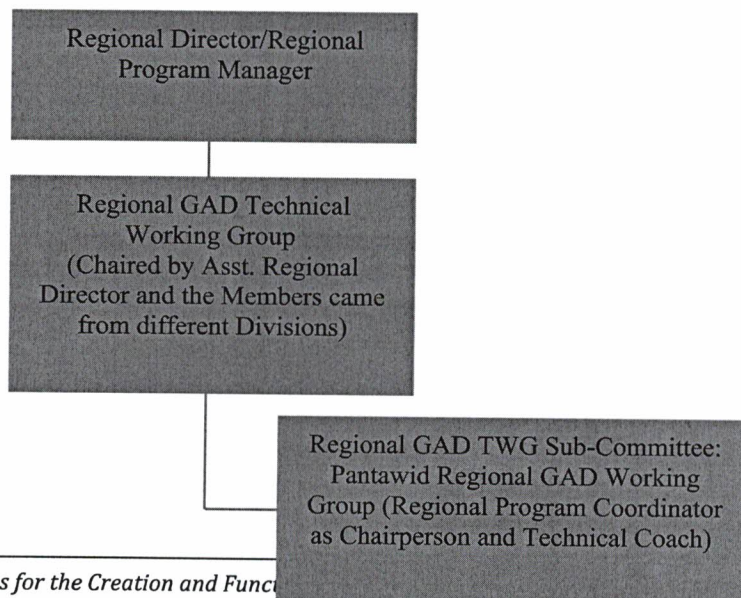 Regional Director/Regional
Program Manager
Regional GAD Technical
Working Group
(Chaired by Asst. Regional
Director and the Members came
from different Divisions)
Regional GAD TWG Sub-Committee:
Pantawid Regional GAD Working
Group (Regional Program Coordinator
as Chairperson and Technical Coach)
for the Creation and